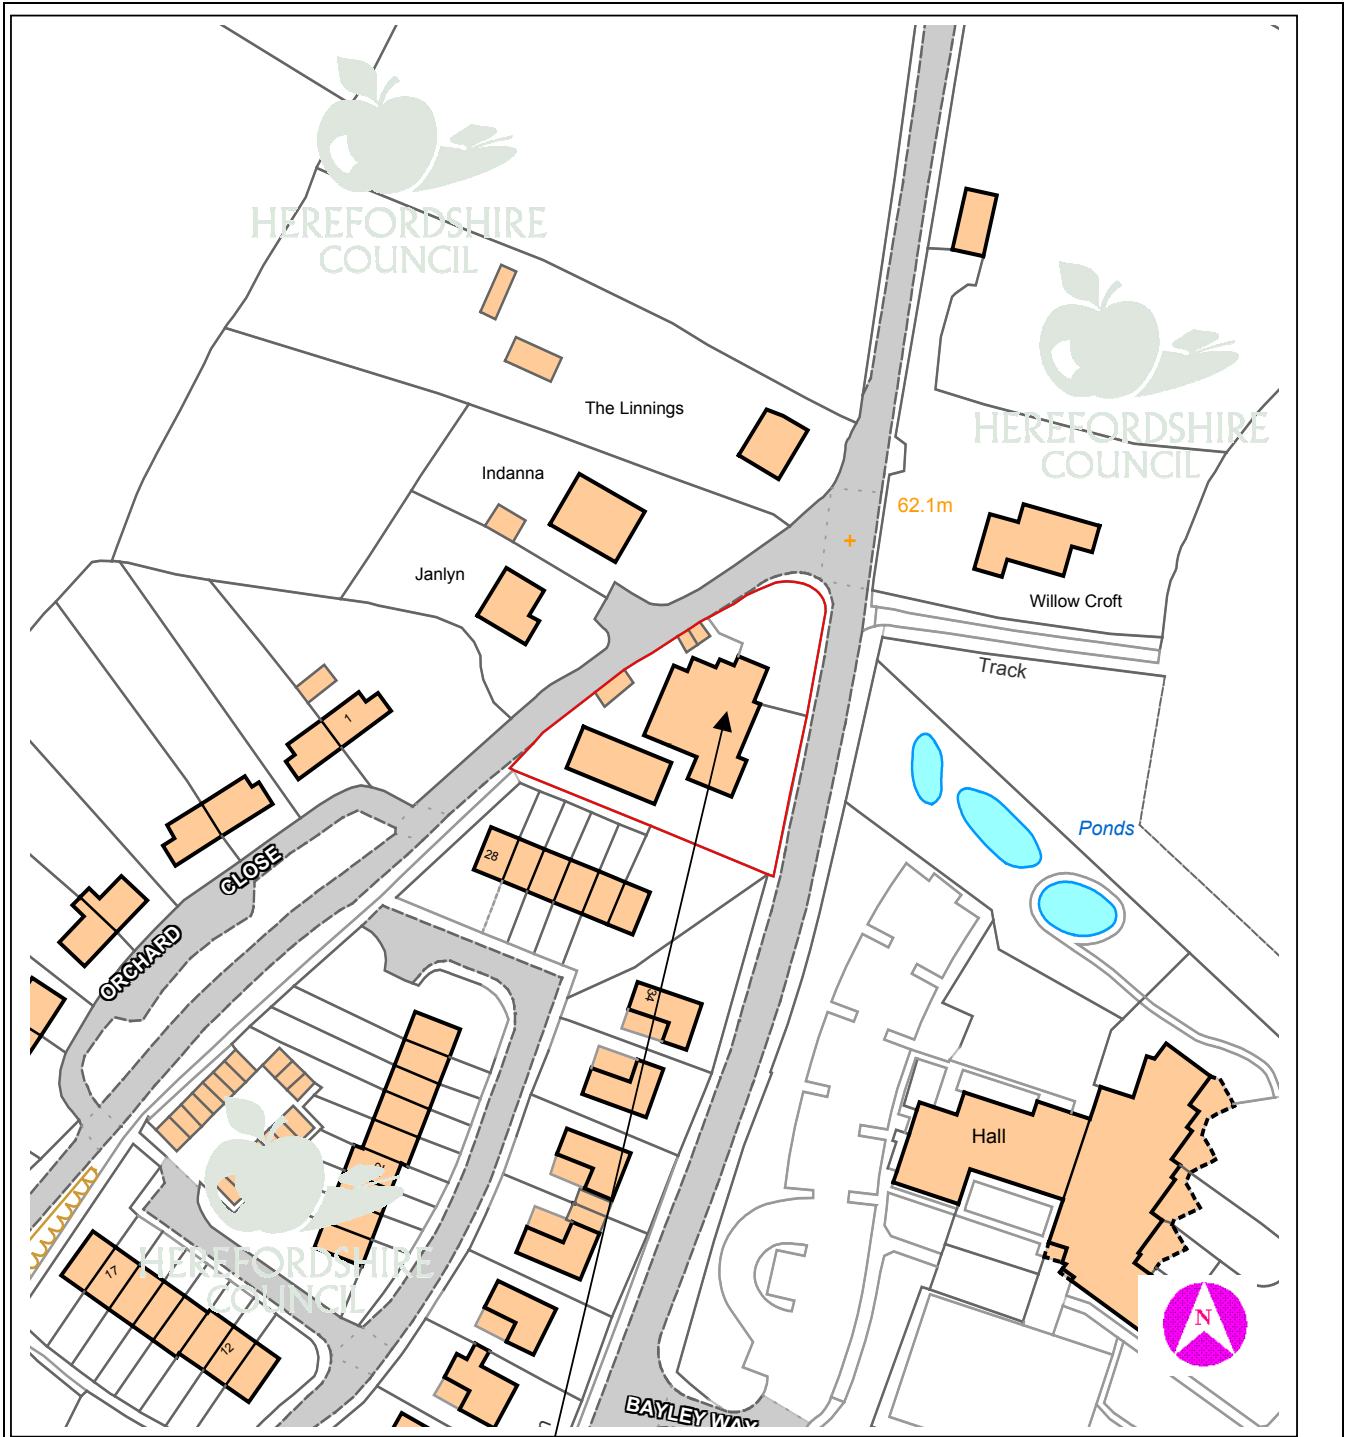 HEREFORDSHIRE
COUNCIL
The Linnings
HEREFORDSHIRE
COUNCIL
Indanna
62.1m
Janlyn
Willow Croft
Track
1
Ponds
28
CLOSE
ORCHARD
34
Hall
HEREFORDSHIRE
COUNCIL
17
12
N
BAYLEY WAY